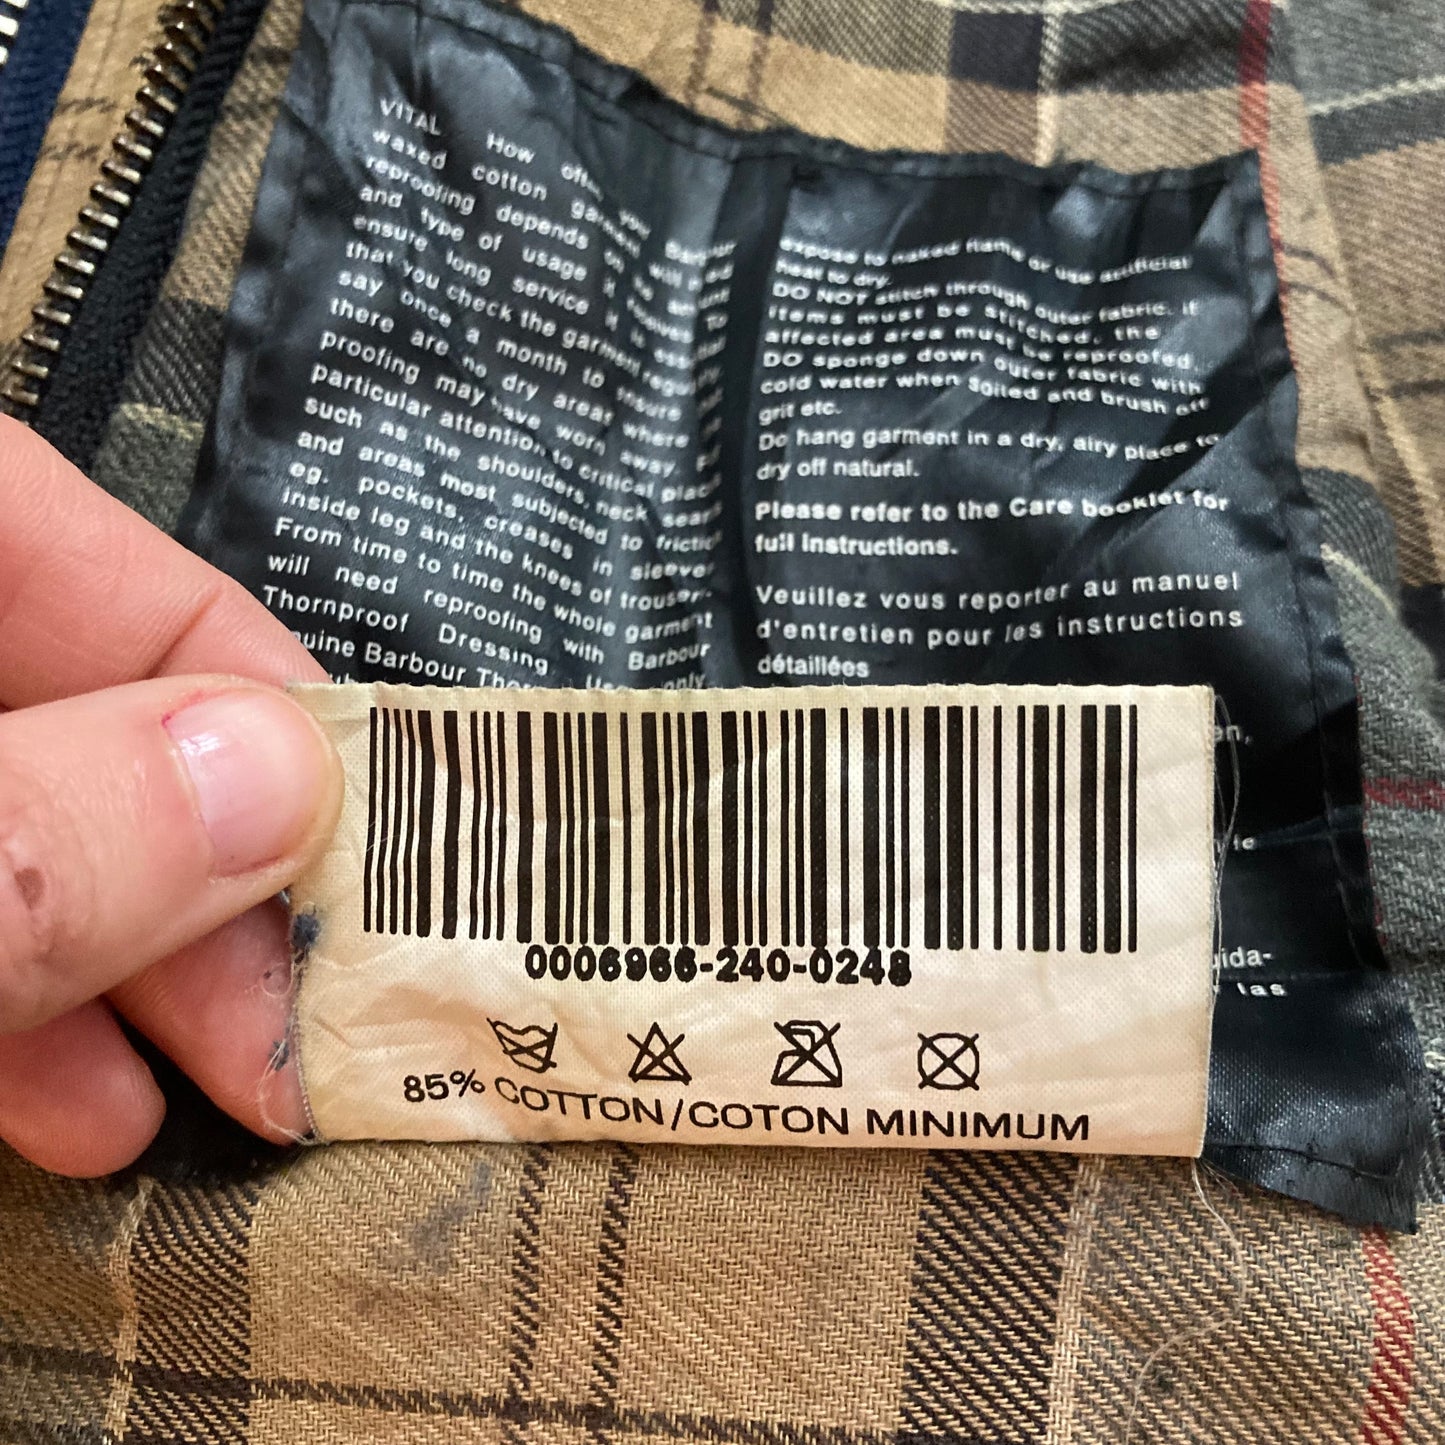 VITAL How often your Barbour
waxed cotton garment will need
reproofing depends on the amount
and type of usage it receives. To
ensure long service it is essential
that you check the garment regularly
say once a month to ensure
there are no dry areas where
proofing may have worn away. Pay
particular attention to critical places
such as the shoulders, neck seams
and areas most subjected to friction
eg. pockets, creases in sleeves
inside leg and the knees of trousers.
From time to time the whole garment
will need reproofing with Barbour
Thornproof Dressing. Use only
uine Barbour Thor
expose to naked flame or use artificial
heat to dry.
DO NOT stitch through outer fabric. If
items must be stitched, the
affected area must be reproofed.
DO sponge down outer fabric with
cold water when soiled and brush off
grit etc.
Do hang garment in a dry, airy place to
dry off natural.
Please refer to the Care booklet for
full instructions.
Veuillez vous reporter au manuel
d'entretien pour les instructions
détaillées
en,
ie
uida-
las
0006966-240-0248
85% COTTON/COTON MINIMUM